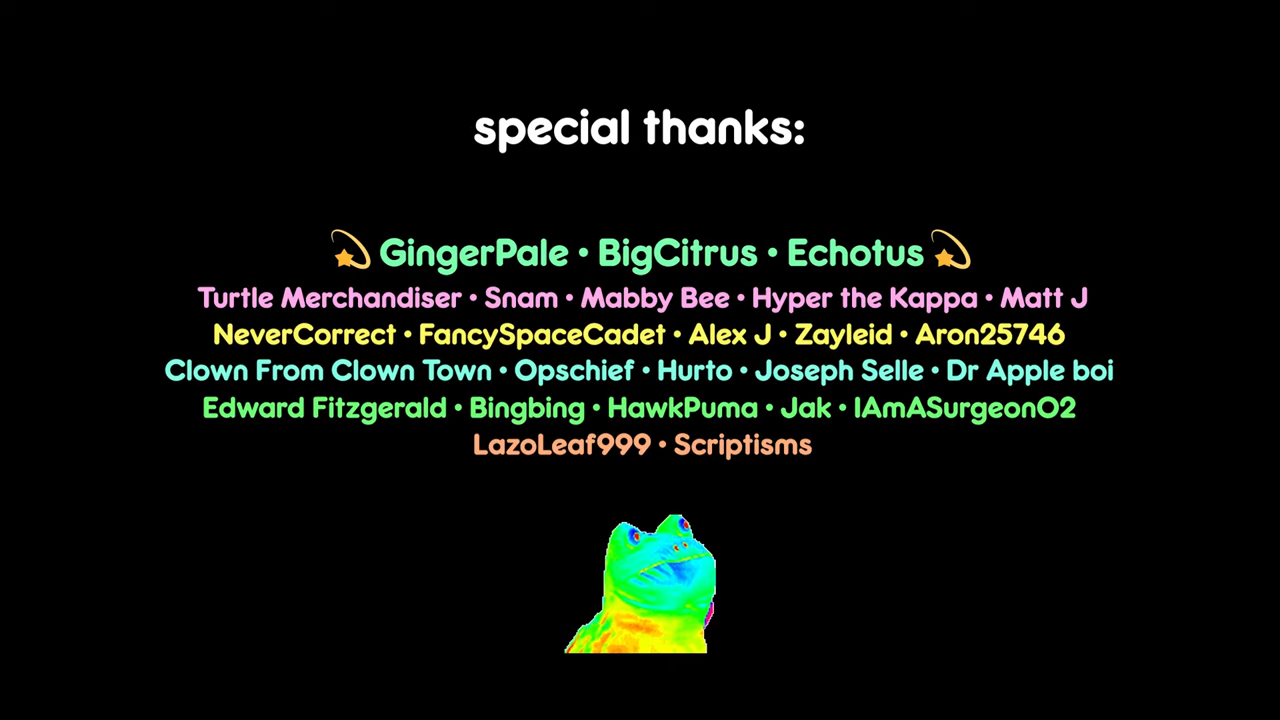 special thanks:
💫 GingerPale • BigCitrus • Echotus 💫
Turtle Merchandiser • Snam • Mabby Bee • Hyper the Kappa • Matt J
NeverCorrect • FancySpaceCadet • Alex J • Zayleid • Aron25746
Clown From Clown Town • Opschief • Hurto • Joseph Selle • Dr Apple boi
Edward Fitzgerald • Bingbing • HawkPuma • Jak • IAmASurgeon02
LazoLeaf999 • Scriptisms